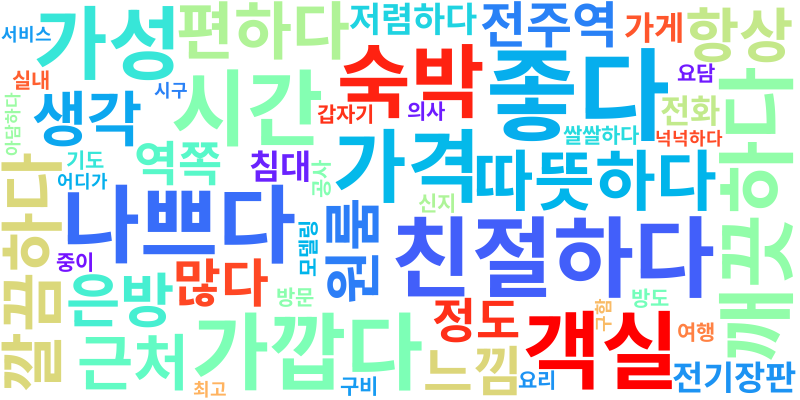 서비스
가성
편하다
저렴하다
전주역
가게
항상
실내
시구
숙박
좋다
요담
아담하다
생각
시간
갑자기
의사
전화
쌀쌀하다
넉넉하다
기도
역쪽
침대
가격
따뜻하다
깨끗하다
어디가
공사
깔끔하다
나쁘다
신지
친절하다
중이
많다
모델링
원룸
은방
방문
정도
방도
구함
근처
가깝다
느낌
객실
여행
최고
구비
요리
전기장판